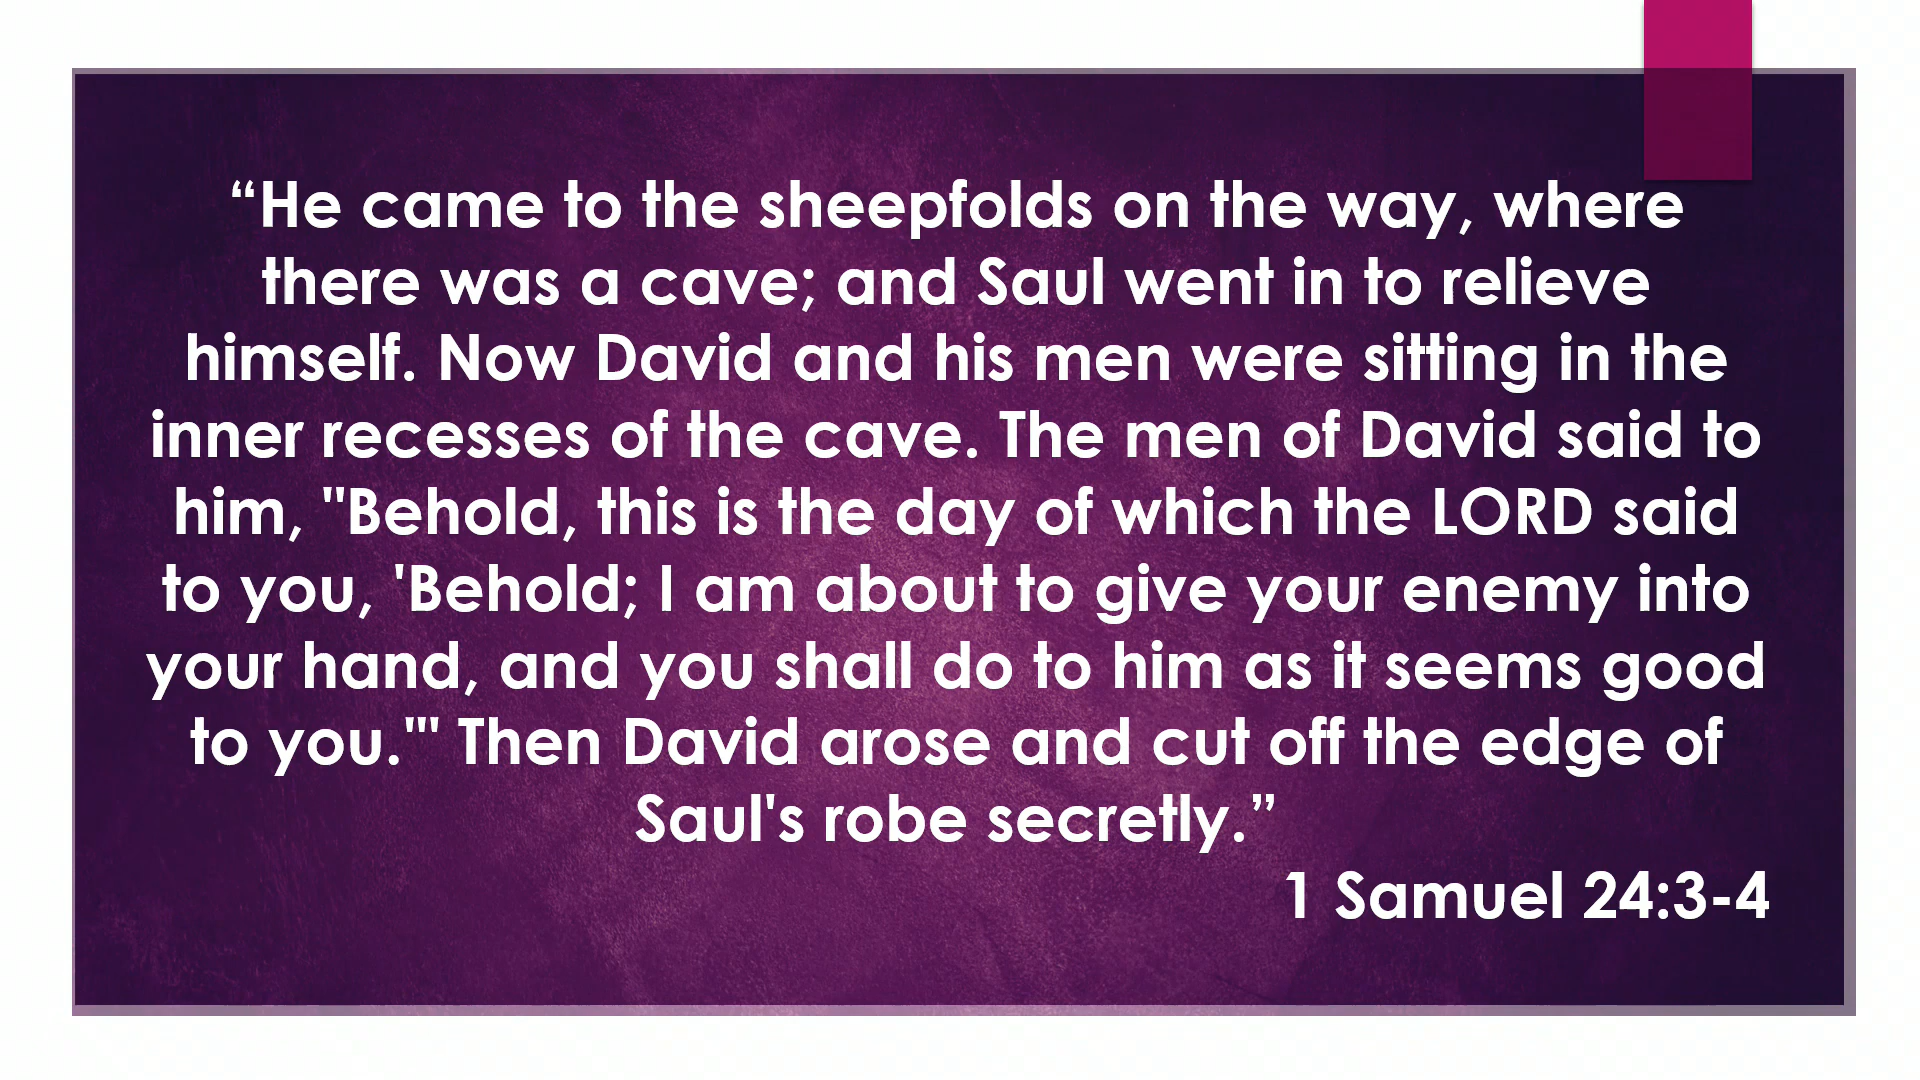 “He came to the sheepfolds on the way, where
there was a cave; and Saul went in to relieve
himself. Now David and his men were sitting in the
inner recesses of the cave. The men of David said to
him, "Behold, this is the day of which the LORD said
to you, 'Behold; I am about to give your enemy into
your hand, and you shall do to him as it seems good
to you."' Then David arose and cut off the edge of
Saul's robe secretly.”
1 Samuel 24:3-4